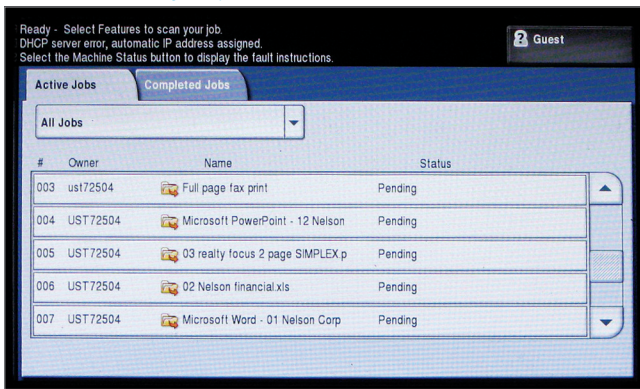 Ready - Select Features to scan your job.
DHCP server error, automatic IP address assigned.
Select the Machine Status button to display the fault instructions.
Guest
Active Jobs
Completed Jobs
All Jobs
# Owner Name Status
003 ust72504 Full page fax print Pending
004 UST72504 Microsoft PowerPoint - 12 Nelson Pending
005 UST72504 03 realty focus 2 page SIMPLEX.p Pending
006 UST72504 02 Nelson financial.xls Pending
007 UST72504 Microsoft Word - 01 Nelson Corp Pending